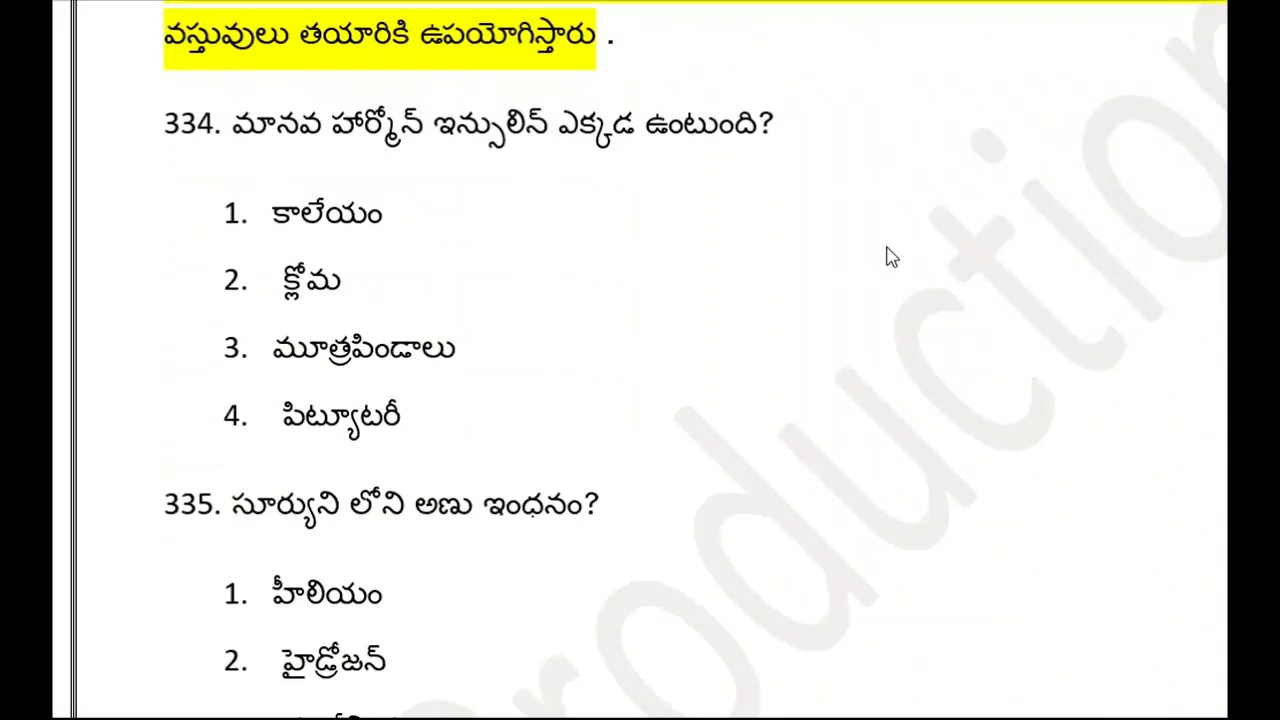 వస్తువులు తయారికి ఉపయోగిస్తారు .
334. మానవ హార్మోన్ ఇన్సులిన్ ఎక్కడ ఉంటుంది?
1. కాలేయం
2. క్లోమ
3. మూత్రపిండాలు
4. పిట్యూటరీ
335. సూర్యుని లోని అణు ఇంధనం?
1. హీలియం
2. హైడ్రోజన్